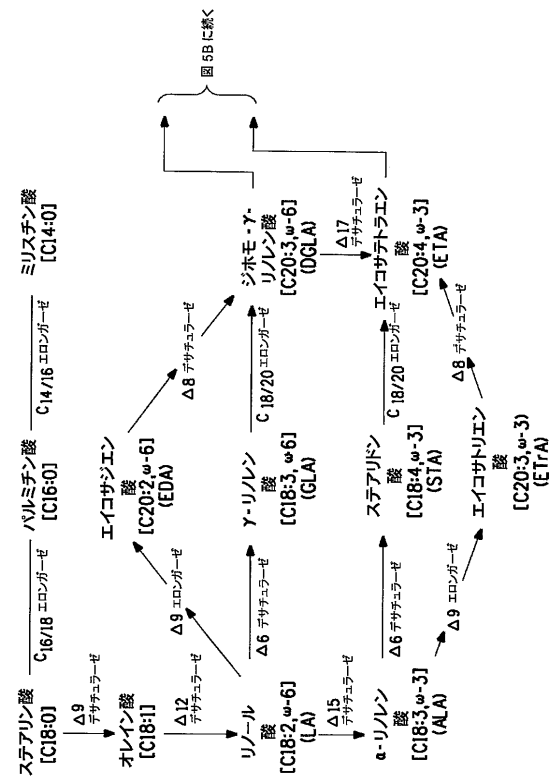 ステアリン酸
[C18:0]
C16/18 エロンガーゼ
パルミチン酸
[C16:0]
C14/16 エロンガーゼ
ミリスチン酸
[C14:0]
Δ9
デサチュラーゼ
オレイン酸
[C18:1]
Δ12
デサチュラーゼ
エイコサジエン
酸
[C20:2,ω-6]
(EDA)
Δ9 エロンガーゼ
Δ8 デサチュラーゼ
リノール
酸
[C18:2,ω-6]
(LA)
Δ6 デサチュラーゼ
γ-リノレン
酸
[C18:3, ω-6]
(GLA)
C18/20 エロンガーゼ
ジホモ-γ-
リノレン酸
[C20:3,ω-6]
(DGLA)
図 5B に続く
Δ15
デサチュラーゼ
Δ17
デサチュラーゼ
α-リノレン
酸
[C18:3,ω-3]
(ALA)
Δ6 デサチュラーゼ
ステアリドン
酸
[C18:4,ω-3]
(STA)
C18/20 エロンガーゼ
エイコサテトラエン
酸
[C20:4,ω-3]
(ETA)
Δ9 エロンガーゼ
Δ8 デサチュラーゼ
エイコサトリエン
酸
[C20:3,ω-3)
(ETrA)